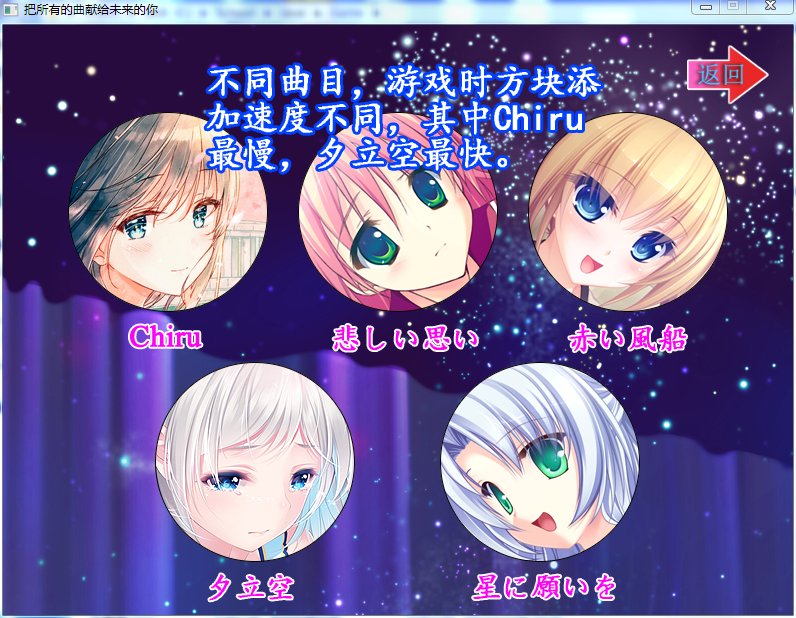 把所有的曲献给未来的你
返回
不同曲目，游戏时方块添
加速度不同，其中Chiru
最慢，夕立空最快。
Chiru
悲しい思い
赤い風船
夕立空
星に願いを